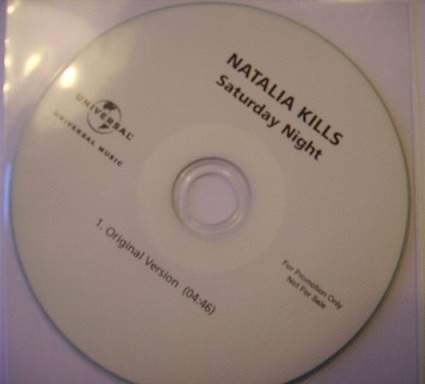 NATALIA KILLS
Saturday Night
UNIVERSAL
UNIVERSAL MUSIC
1. Original Version (04:46)
For Promotion Only
Not For Sale